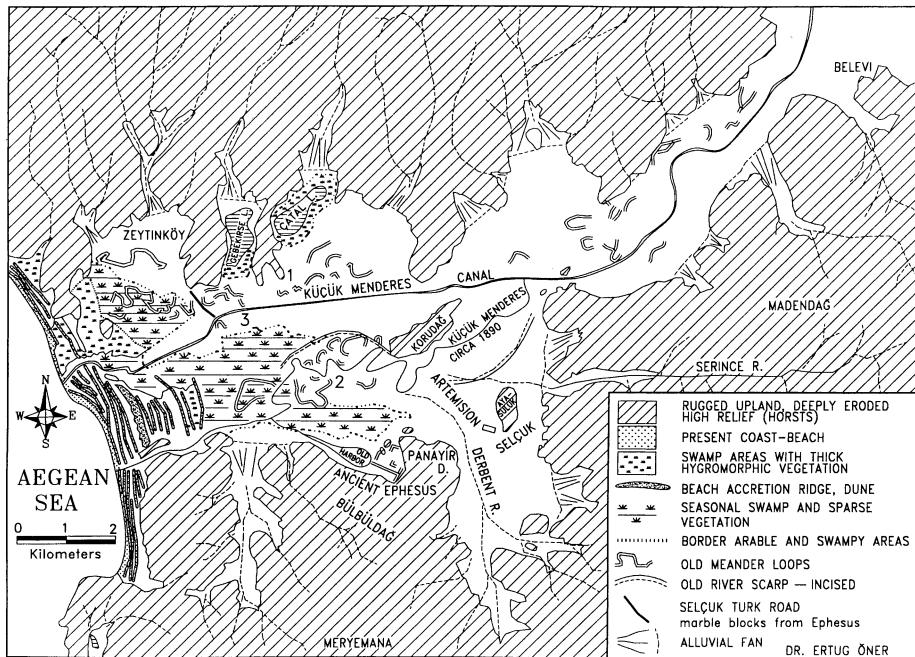 BELEVI
ZEYTINKÖY
GEBEKIRSE
ÇATAL
1
KÜÇÜK MENDERES CANAL
MADENDAĞ
3
KORUDAĞ
KÜÇÜK MENDERES
CIRCA 1890
SERINCE R.
2
ARTEMISION
SELÇUK
DERBENT R.
N
W E
S
OLD
HARBOR
PANAYIR
D.
ANCIENT EPHESUS
BÜLBÜLDAĞ
AEGEAN
SEA
0 1 2
Kilometers
MERYEMANA
RUGGED UPLAND, DEEPLY ERODED
HIGH RELIEF (HORSTS)
PRESENT COAST-BEACH
SWAMP AREAS WITH THICK
HYGROMORPHIC VEGETATION
BEACH ACCRETION RIDGE, DUNE
SEASONAL SWAMP AND SPARSE
VEGETATION
BORDER ARABLE AND SWAMPY AREAS
OLD MEANDER LOOPS
OLD RIVER SCARP — INCISED
SELÇUK TURK ROAD
marble blocks from Ephesus
ALLUVIAL FAN
DR. ERTUG ÖNER